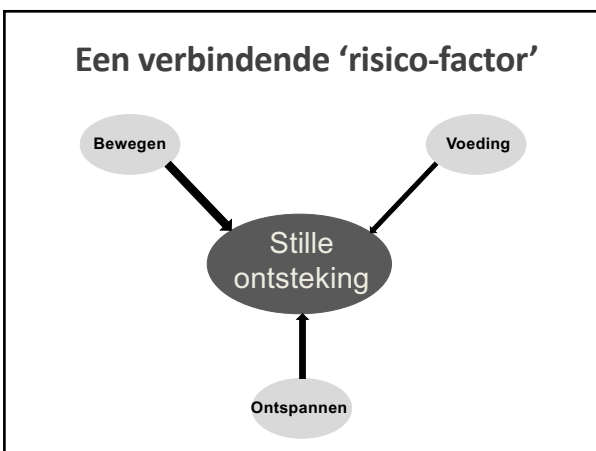 Een verbindende ‘risico-factor’
Bewegen
Voeding
Stille
ontsteking
Ontspannen